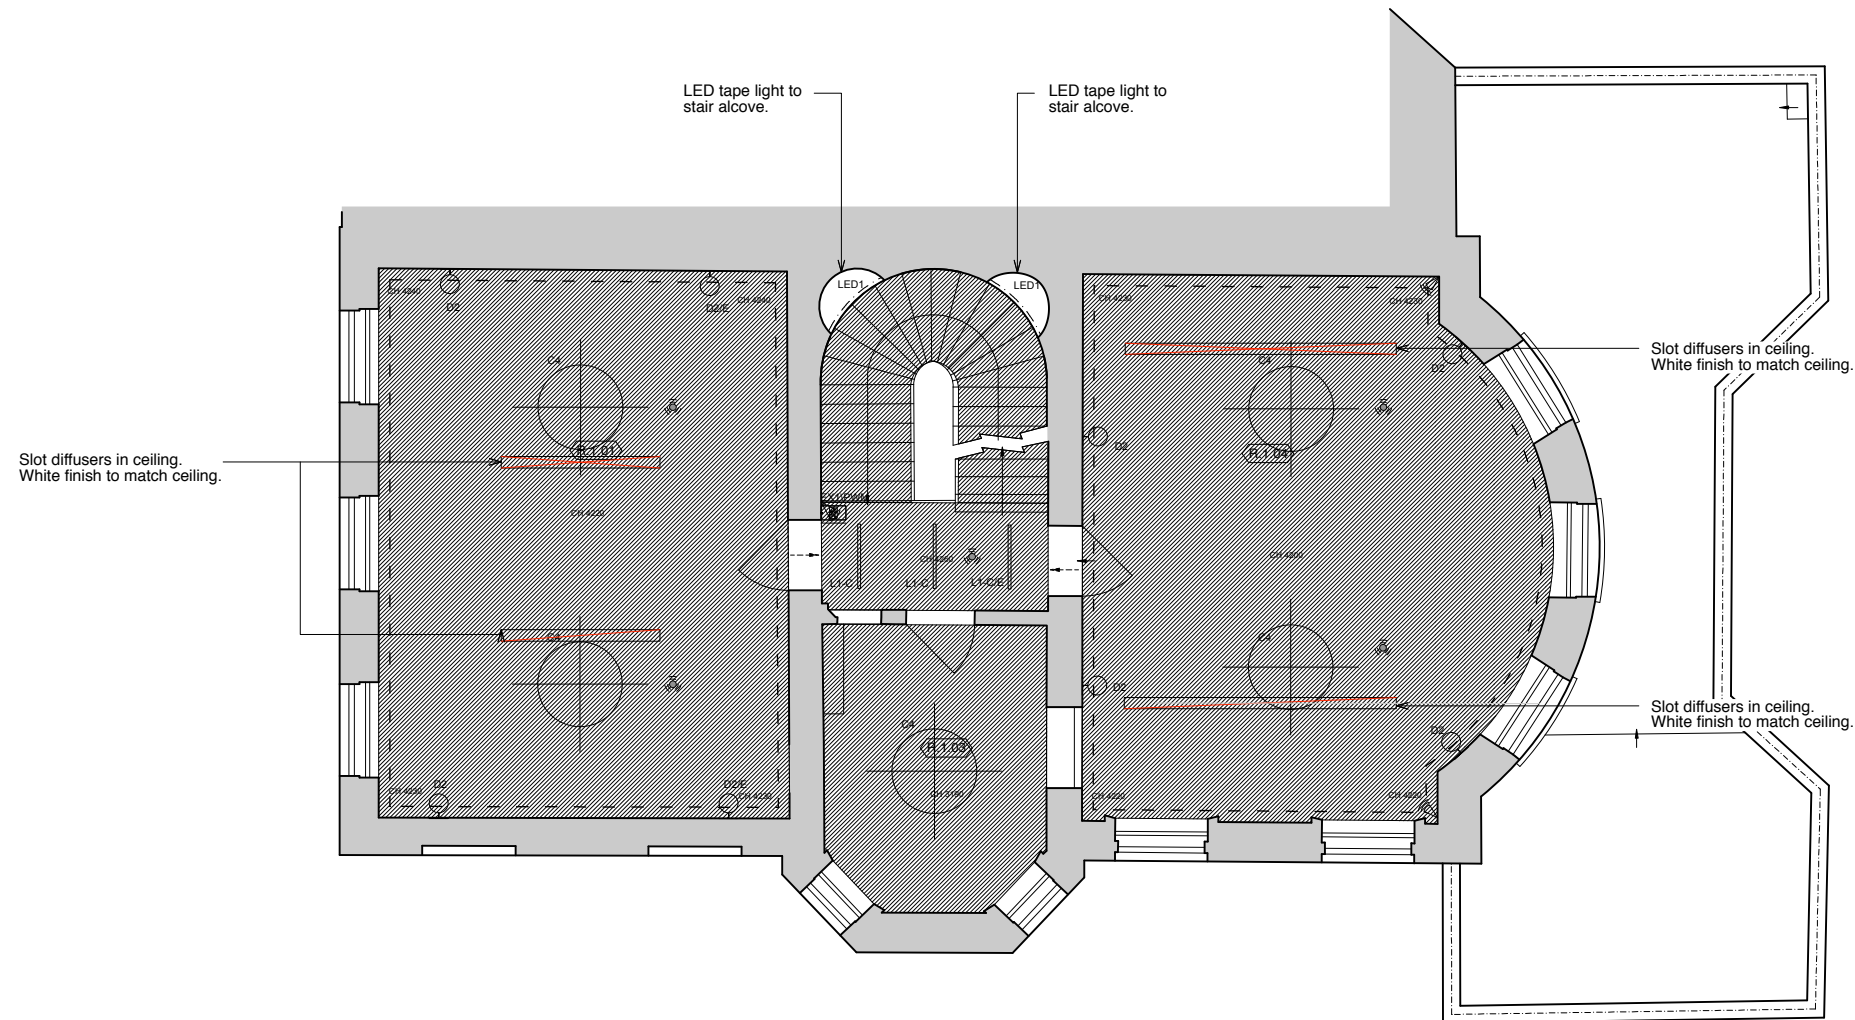 LED tape light to
stair alcove.
LED tape light to
stair alcove.
LED1
LED1
CH 4240
D2
D2/E
CH 4240
CH 4230
CH 4230
C4
C4
D2
Slot diffusers in ceiling.
White finish to match ceiling.
Slot diffusers in ceiling.
White finish to match ceiling.
R.1.01
D2
R.1.04
CH 4220
CH 4200
L1-C
L1-C
L1-C/E
C4
C4
D2
Slot diffusers in ceiling.
White finish to match ceiling.
C4
D2
R.1.03
D2
D2/E
CH 4230
CH 4230
CH 3190
CH 4220
CH 4220